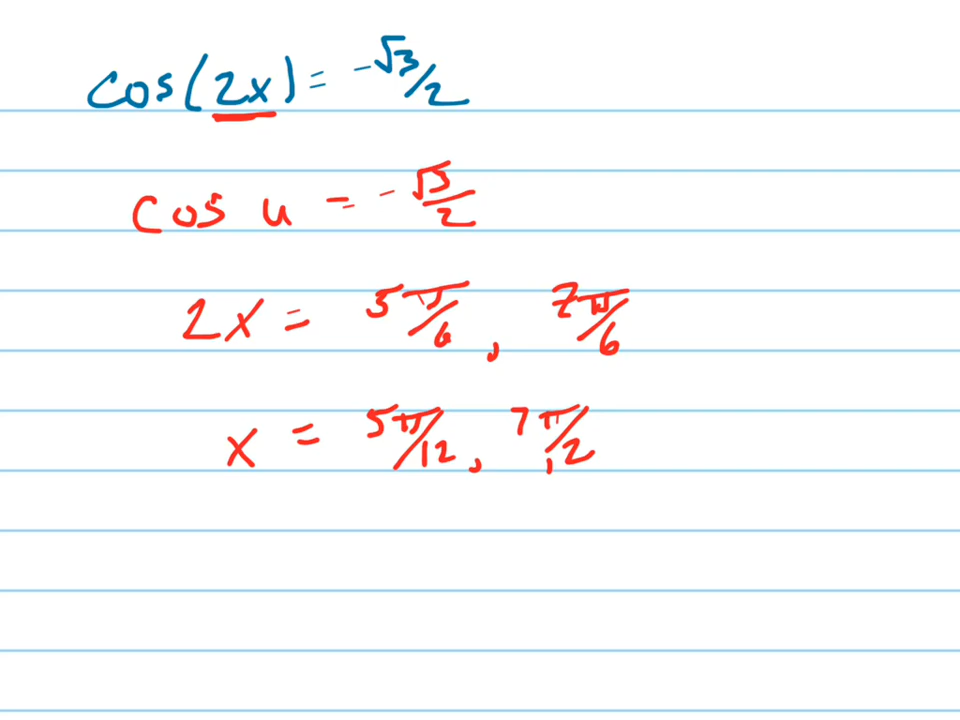 cos(2x) = -√3/2
cos u = -√3/2
2x = 5π/6, 7π/6
x = 5π/12, 7π/12